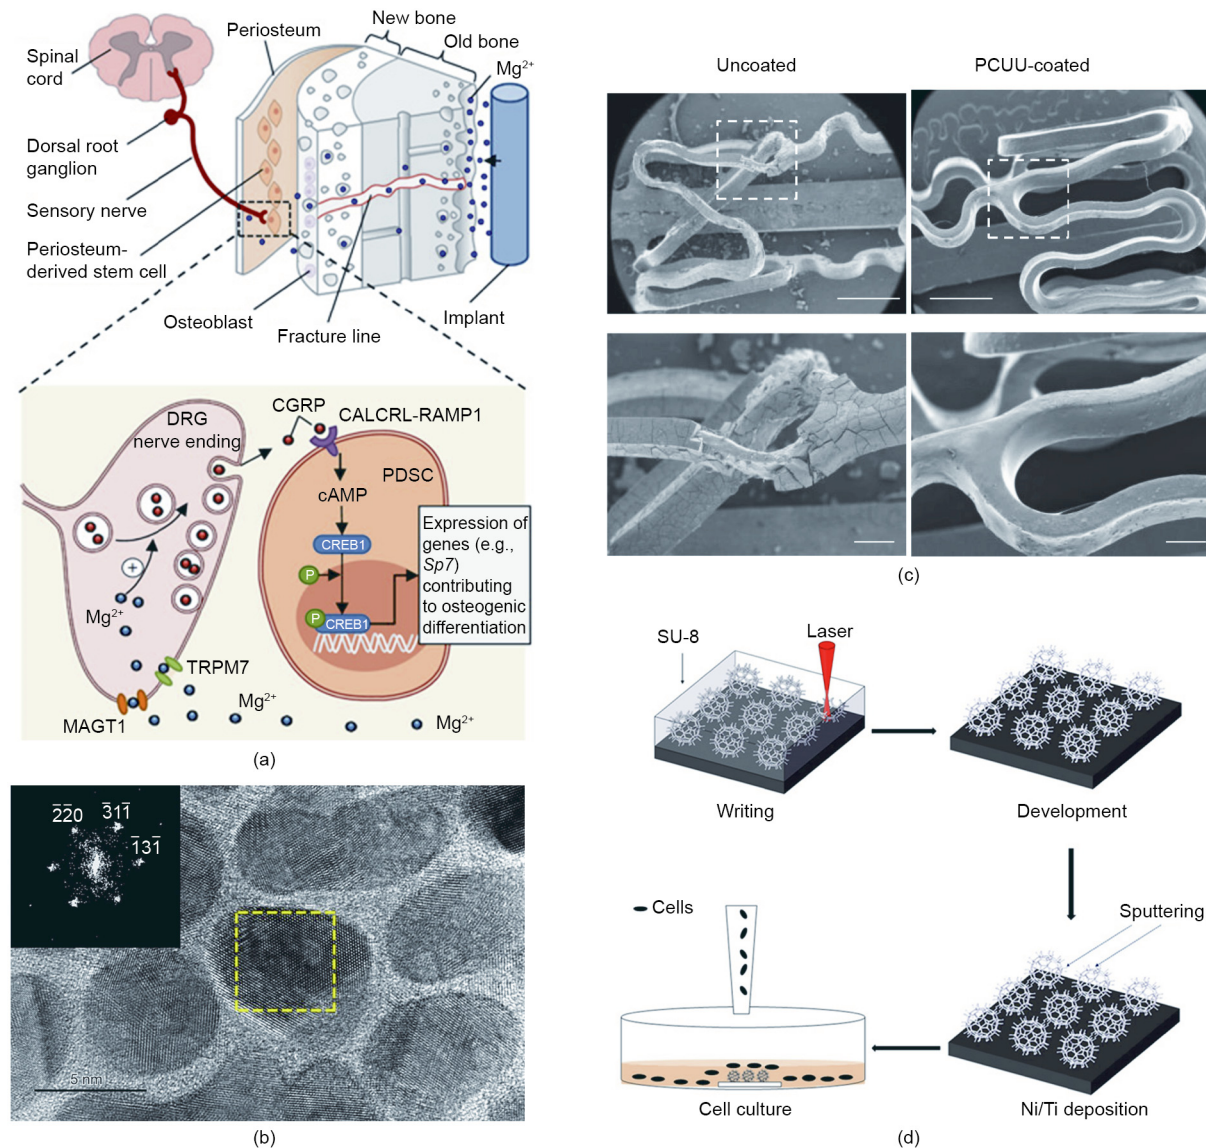 Spinal
cord
Periosteum
New bone
Old bone
Mg²⁺
Dorsal root
ganglion
Sensory nerve
Periosteum-
derived stem cell
Osteoblast
Fracture line
Implant
DRG
nerve ending
CGRP
CALCRL-RAMP1
PDSC
cAMP
CREB1
P
P
CREB1
Expression of
genes (e.g.,
Sp7)
contributing
to osteogenic
differentiation
+
Mg²⁺
TRPM7
MAGT1
Mg²⁺
Mg²⁺
(a)
2̅2̅0
3̅11̅
1̅31̅
5 nm
(b)
Uncoated
PCUU-coated
(c)
SU-8
Laser
Writing
Development
Sputtering
Cells
Cell culture
Ni/Ti deposition
(d)